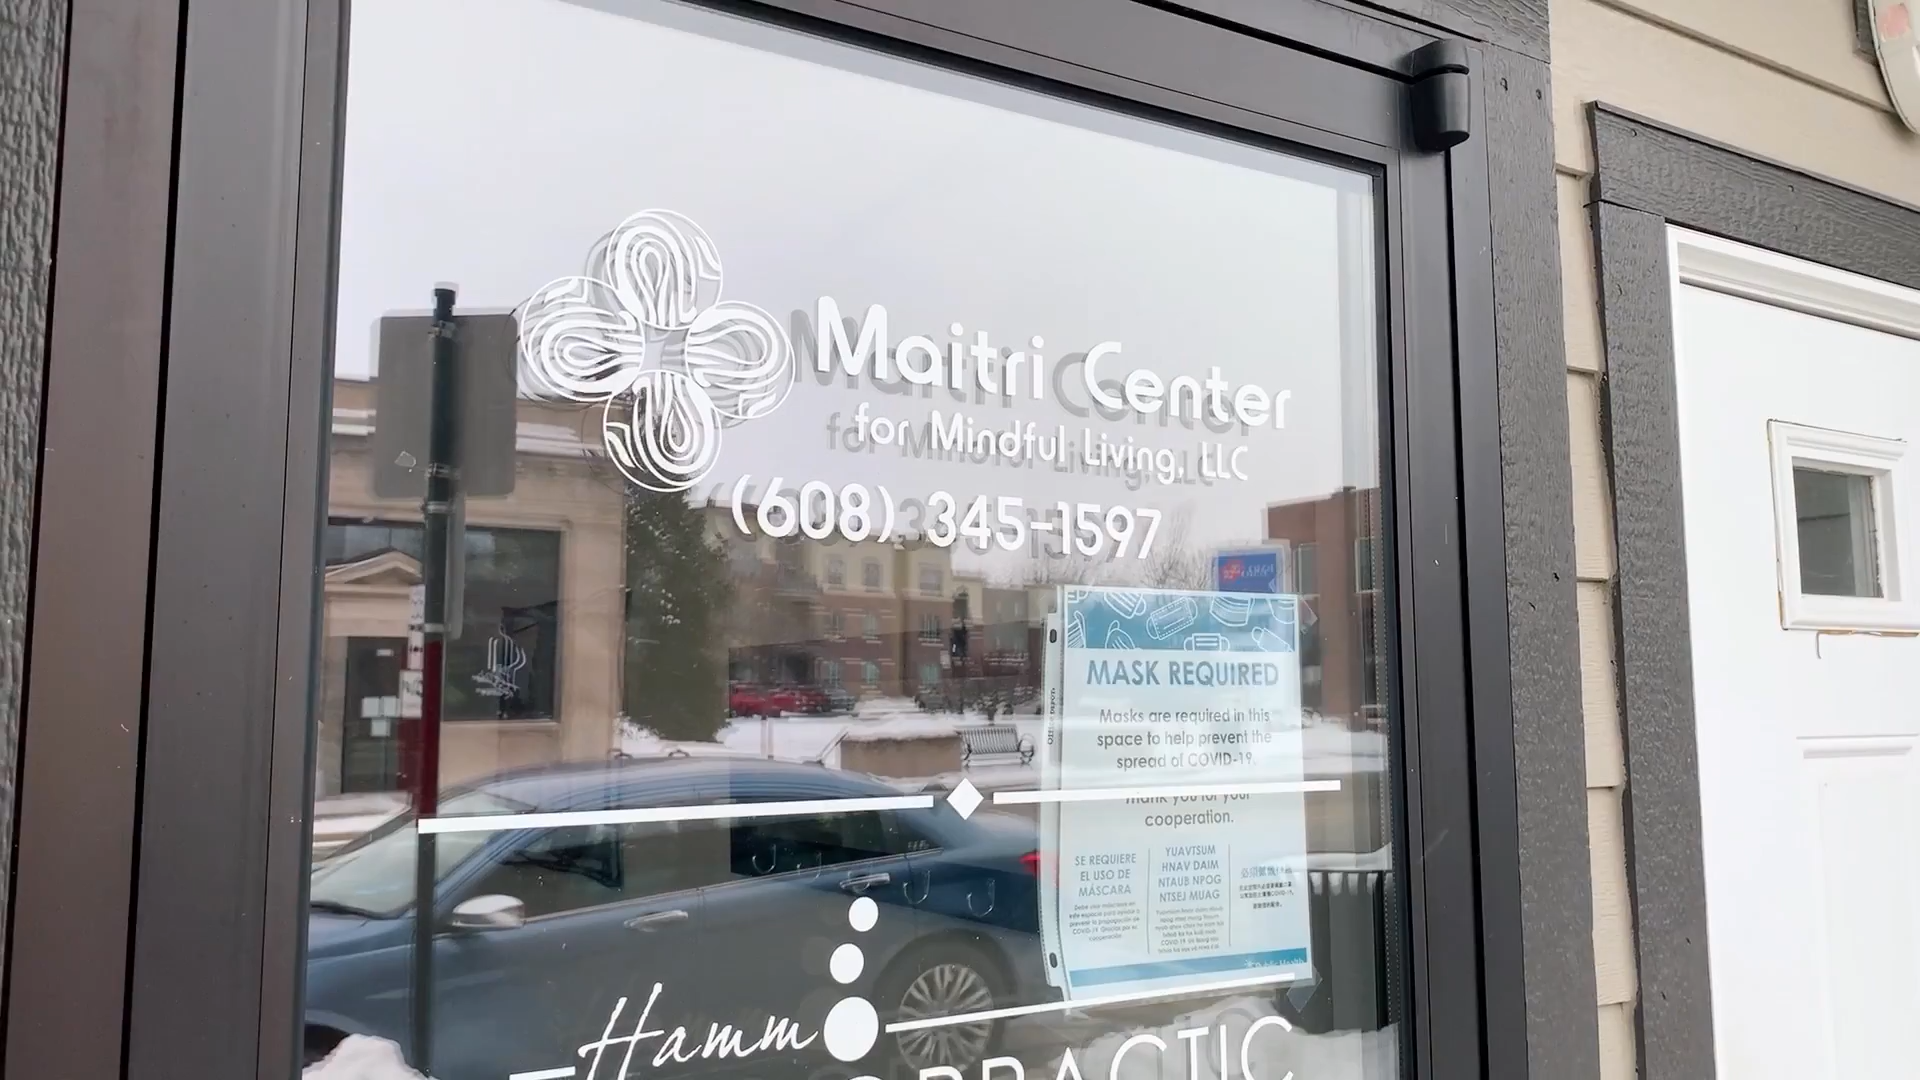 Maitri Center
for Mindful Living, LLC
(608) 345-1597
MASK REQUIRED
Masks are required in this
space to help prevent the
spread of COVID-19.
Thank you for your
cooperation.
SE REQUIERE
EL USO DE
MÁSCARA
YUAVTSUM
HNAV DAIM
NTAUB NPOG
NTSEJ MUAG
Public Health
Hamm